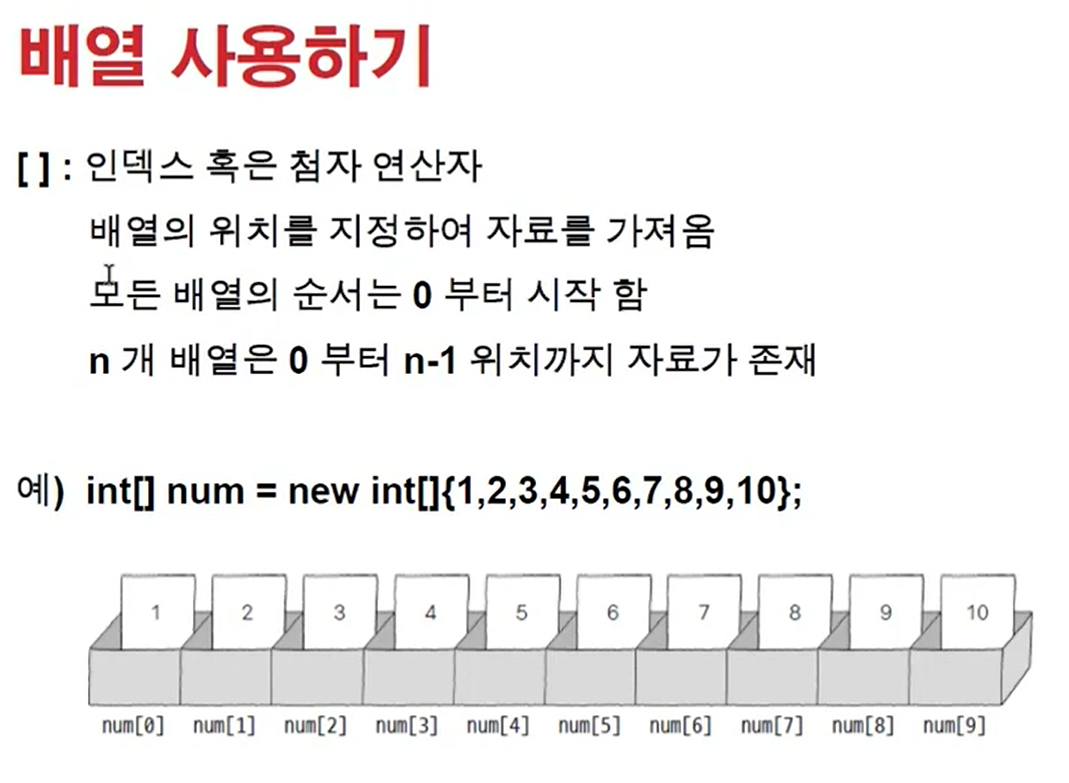 배열 사용하기
[ ] : 인덱스 혹은 첨자 연산자
배열의 위치를 지정하여 자료를 가져옴
모든 배열의 순서는 0 부터 시작 함
n 개 배열은 0 부터 n-1 위치까지 자료가 존재
예) int[] num = new int[]{1,2,3,4,5,6,7,8,9,10};
1 2 3 4 5 6 7 8 9 10
num[0] num[1] num[2] num[3] num[4] num[5] num[6] num[7] num[8] num[9]